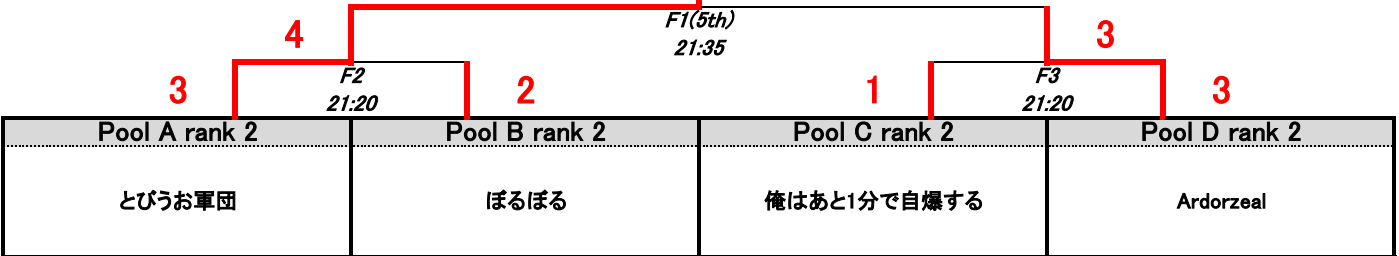 F1(5th)
21:35
4
3
F2
21:20
F3
21:20
3
2
1
3
Pool A rank 2
Pool B rank 2
Pool C rank 2
Pool D rank 2
とびうお軍団
ぼるぼる
俺はあと1分で自爆する
Ardorzeal